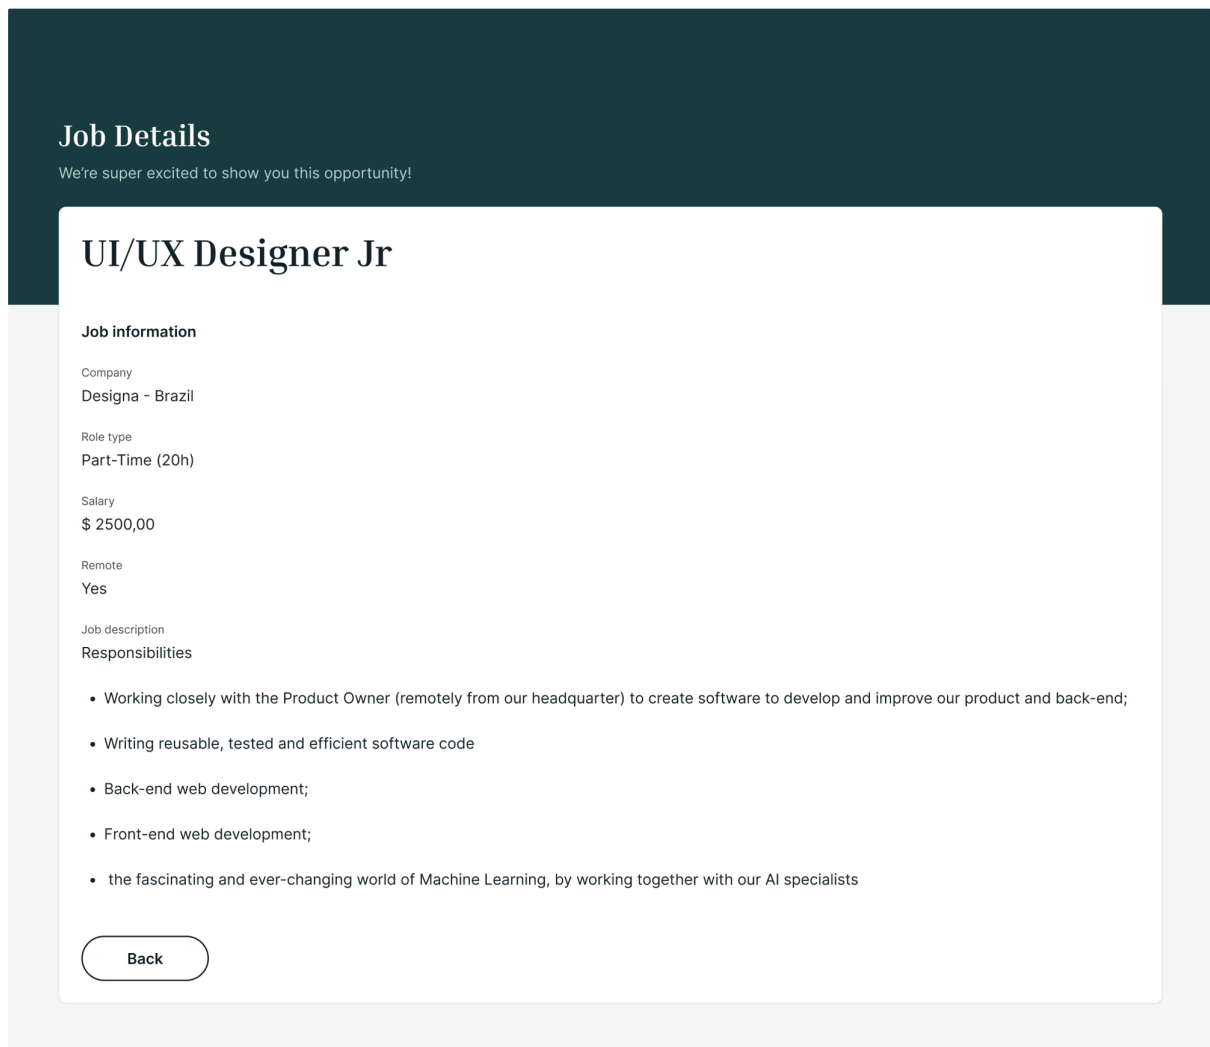 Job Details
We're super excited to show you this opportunity!
UI/UX Designer Jr
Job information
Company
Designa - Brazil
Role type
Part-Time (20h)
Salary
$ 2500,00
Remote
Yes
Job description
Responsibilities
• Working closely with the Product Owner (remotely from our headquarter) to create software to develop and improve our product and back-end;
• Writing reusable, tested and efficient software code
• Back-end web development;
• Front-end web development;
• the fascinating and ever-changing world of Machine Learning, by working together with our AI specialists
Back